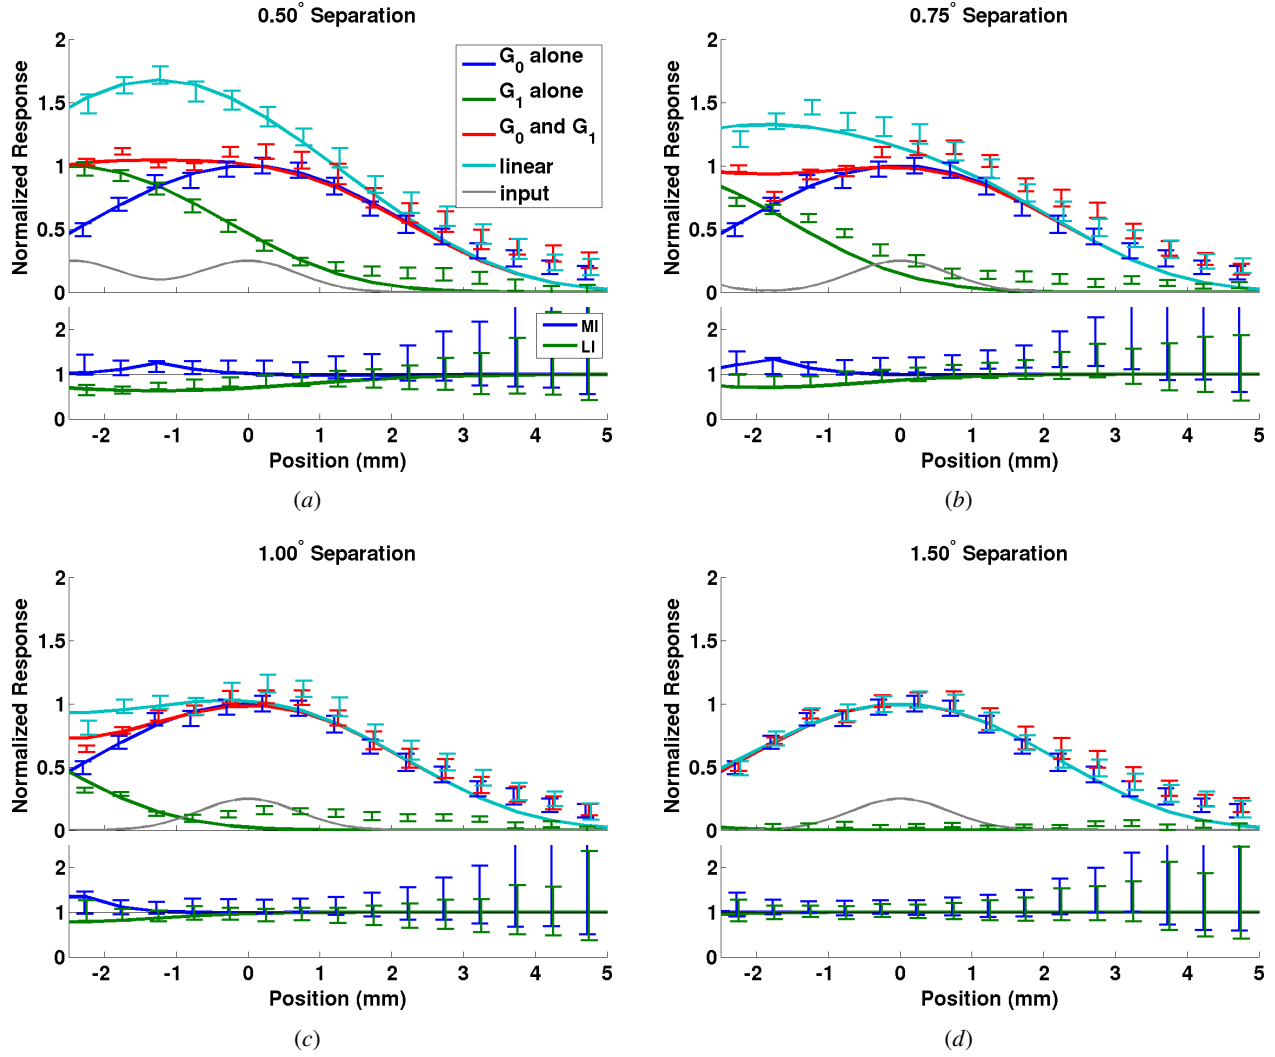 0.50° Separation
Normalized Response
2
1.5
1
0.5
0
G0 alone
G1 alone
G0 and G1
linear
input
2
1
0
MI
LI
-2 -1 0 1 2 3 4 5
Position (mm)
(a)
0.75° Separation
Normalized Response
2
1.5
1
0.5
0
2
1
0
-2 -1 0 1 2 3 4 5
Position (mm)
(b)
1.00° Separation
Normalized Response
2
1.5
1
0.5
0
2
1
0
-2 -1 0 1 2 3 4 5
Position (mm)
(c)
1.50° Separation
Normalized Response
2
1.5
1
0.5
0
2
1
0
-2 -1 0 1 2 3 4 5
Position (mm)
(d)